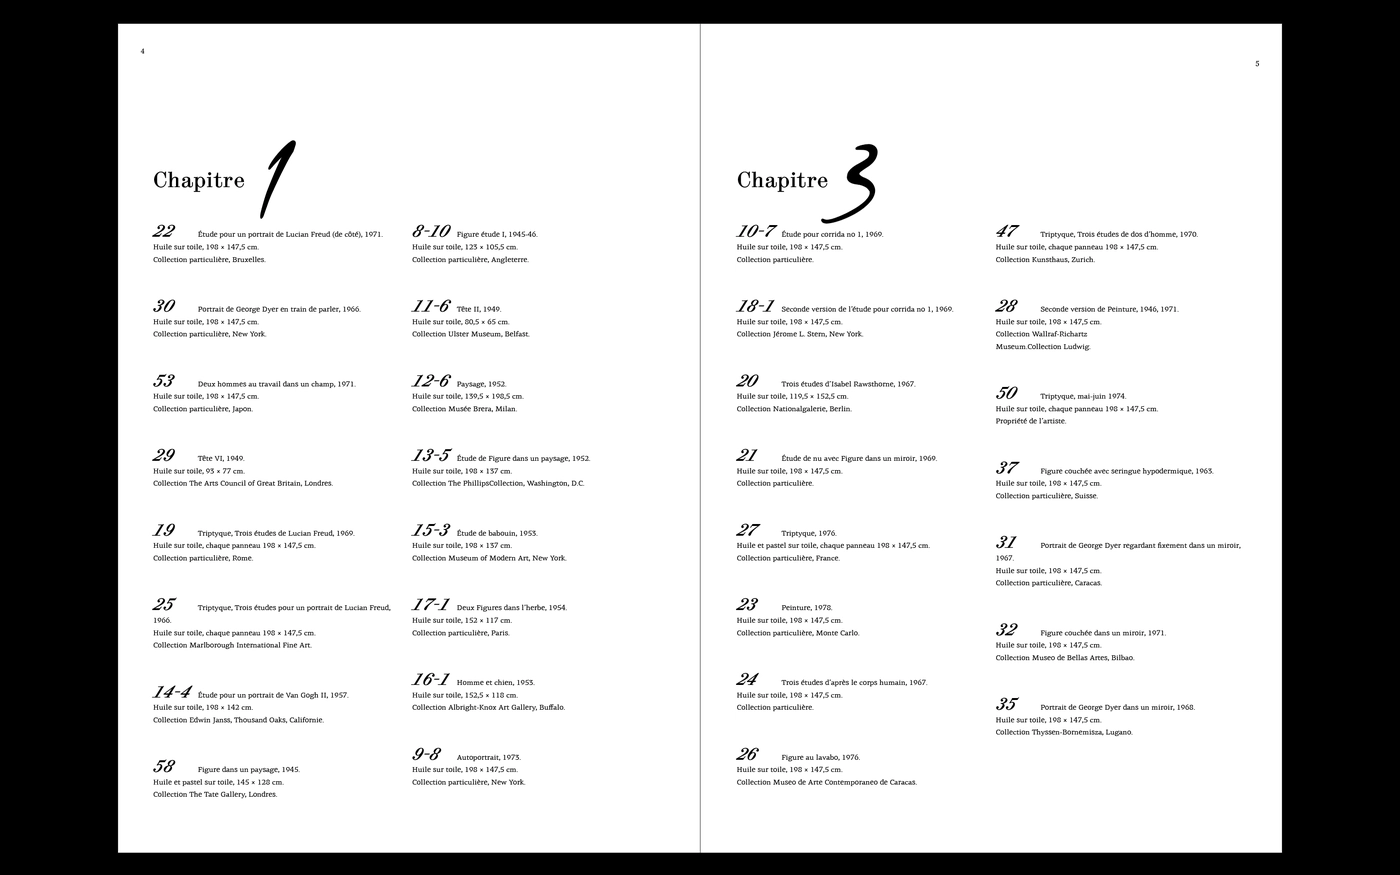 4
Chapitre 1
22 Étude pour un portrait de Lucian Freud (de côté), 1971.
Huile sur toile, 198 × 147,5 cm.
Collection particulière, Bruxelles.
30 Portrait de George Dyer en train de parler, 1966.
Huile sur toile, 198 × 147,5 cm.
Collection particulière, New York.
53 Deux hommes au travail dans un champ, 1971.
Huile sur toile, 198 × 147,5 cm.
Collection particulière, Japon.
29 Tête VI, 1949.
Huile sur toile, 93 × 77 cm.
Collection The Arts Council of Great Britain, Londres.
19 Triptyque, Trois études de Lucian Freud, 1969.
Huile sur toile, chaque panneau 198 × 147,5 cm.
Collection particulière, Rome.
25 Triptyque, Trois études pour un portrait de Lucian Freud,
1966.
Huile sur toile, chaque panneau 198 × 147,5 cm.
Collection Marlborough International Fine Art.
14-4 Étude pour un portrait de Van Gogh II, 1957.
Huile sur toile, 198 × 142 cm.
Collection Edwin Janss, Thousand Oaks, Californie.
58 Figure dans un paysage, 1945.
Huile et pastel sur toile, 145 × 128 cm.
Collection The Tate Gallery, Londres.
8-10 Figure étude I, 1945-46.
Huile sur toile, 123 × 105,5 cm.
Collection particulière, Angleterre.
11-6 Tête II, 1949.
Huile sur toile, 80,5 × 65 cm.
Collection Ulster Museum, Belfast.
12-6 Paysage, 1952.
Huile sur toile, 139,5 × 198,5 cm.
Collection Musée Brera, Milan.
13-5 Étude de Figure dans un paysage, 1952.
Huile sur toile, 198 × 137 cm.
Collection The PhillipsCollection, Washington, D.C.
15-3 Étude de babouin, 1953.
Huile sur toile, 198 × 137 cm.
Collection Museum of Modern Art, New York.
17-1 Deux Figures dans l'herbe, 1954.
Huile sur toile, 152 × 117 cm.
Collection particulière, Paris.
16-1 Homme et chien, 1953.
Huile sur toile, 152,5 × 118 cm.
Collection Albright-Knox Art Gallery, Buffalo.
9-8 Autoportrait, 1973.
Huile sur toile, 198 × 147,5 cm.
Collection particulière, New York.
5
Chapitre 3
10-7 Étude pour corrida no 1, 1969.
Huile sur toile, 198 × 147,5 cm.
Collection particulière.
18-1 Seconde version de l'étude pour corrida no 1, 1969.
Huile sur toile, 198 × 147,5 cm.
Collection Jérome L. Stern, New York.
20 Trois études d'Isabel Rawsthorne, 1967.
Huile sur toile, 119,5 × 152,5 cm.
Collection Nationalgalerie, Berlin.
21 Étude de nu avec Figure dans un miroir, 1969.
Huile sur toile, 198 × 147,5 cm.
Collection particulière.
27 Triptyque, 1976.
Huile et pastel sur toile, chaque panneau 198 × 147,5 cm.
Collection particulière, France.
23 Peinture, 1978.
Huile sur toile, 198 × 147,5 cm.
Collection particulière, Monte Carlo.
24 Trois études d'après le corps humain, 1967.
Huile sur toile, 198 × 147,5 cm.
Collection particulière.
26 Figure au lavabo, 1976.
Huile sur toile, 198 × 147,5 cm.
Collection Museo de Arte Contemporaneo de Caracas.
47 Triptyque, Trois études de dos d'homme, 1970.
Huile sur toile, chaque panneau 198 × 147,5 cm.
Collection Kunsthaus, Zurich.
28 Seconde version de Peinture, 1946, 1971.
Huile sur toile, 198 × 147,5 cm.
Collection Wallraf-Richartz
Museum.Collection Ludwig.
50 Triptyque, mai-juin 1974.
Huile sur toile, chaque panneau 198 × 147,5 cm.
Propriété de l'artiste.
37 Figure couchée avec seringue hypodermique, 1963.
Huile sur toile, 198 × 147,5 cm.
Collection particulière, Suisse.
31 Portrait de George Dyer regardant fixement dans un miroir,
1967.
Huile sur toile, 198 × 147,5 cm.
Collection particulière, Caracas.
32 Figure couchée dans un miroir, 1971.
Huile sur toile, 198 × 147,5 cm.
Collection Museo de Bellas Artes, Bilbao.
35 Portrait de George Dyer dans un miroir, 1968.
Huile sur toile, 198 × 147,5 cm.
Collection Thyssen-Bornemisza, Lugano.